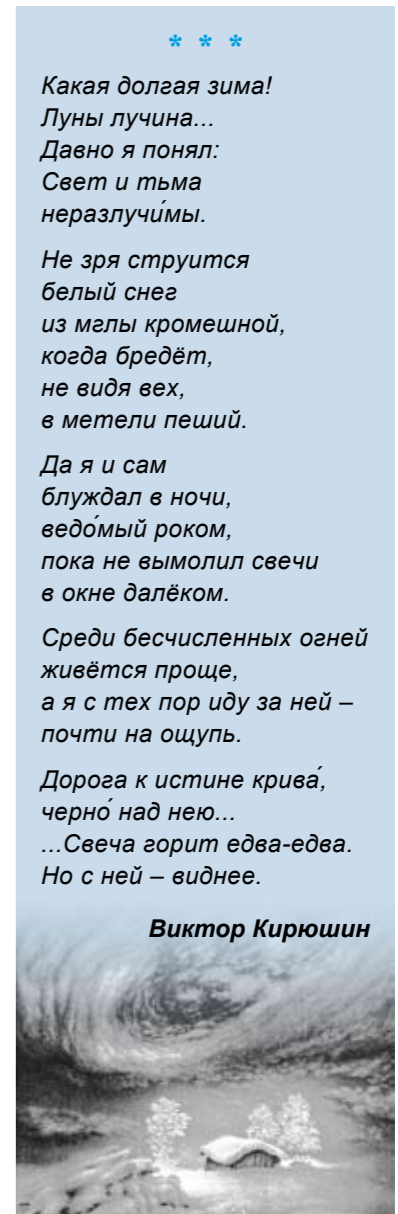 * * *
Какая долгая зима!
Луны лучина...
Давно я понял:
Свет и тьма
неразлучи́мы.
Не зря струится
белый снег
из мглы кромешной,
когда бредёт,
не видя вех,
в метели пеший.
Да я и сам
блуждал в ночи,
ведо́мый роком,
пока не вымолил свечи
в окне далёком.
Среди бесчисленных огней
живётся проще,
а я с тех пор иду за ней –
почти на ощупь.
Дорога к истине крива́,
черно́ над нею...
...Свеча горит едва-едва.
Но с ней – виднее.
Виктор Кирюшин